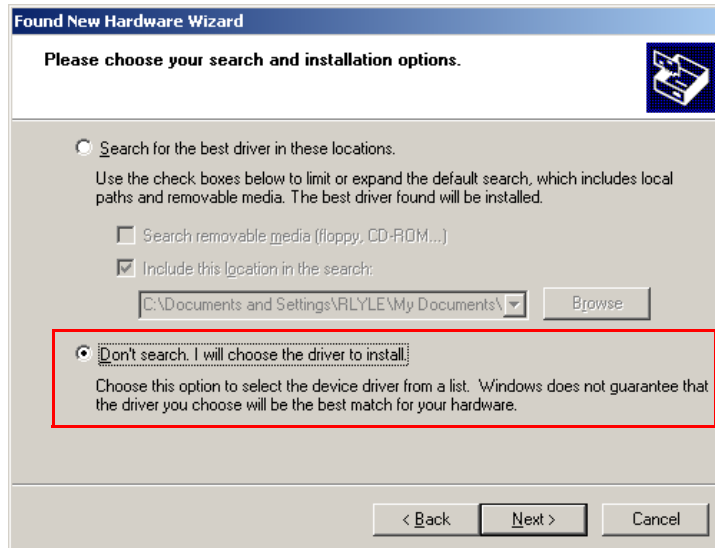 Found New Hardware Wizard
Please choose your search and installation options.
Search for the best driver in these locations.
Use the check boxes below to limit or expand the default search, which includes local
paths and removable media. The best driver found will be installed.
Search removable media (floppy, CD-ROM...)
Include this location in the search:
C:\Documents and Settings\RLYLE\My Documents\
Browse
Don't search. I will choose the driver to install.
Choose this option to select the device driver from a list.  Windows does not guarantee that
the driver you choose will be the best match for your hardware.
< Back
Next >
Cancel